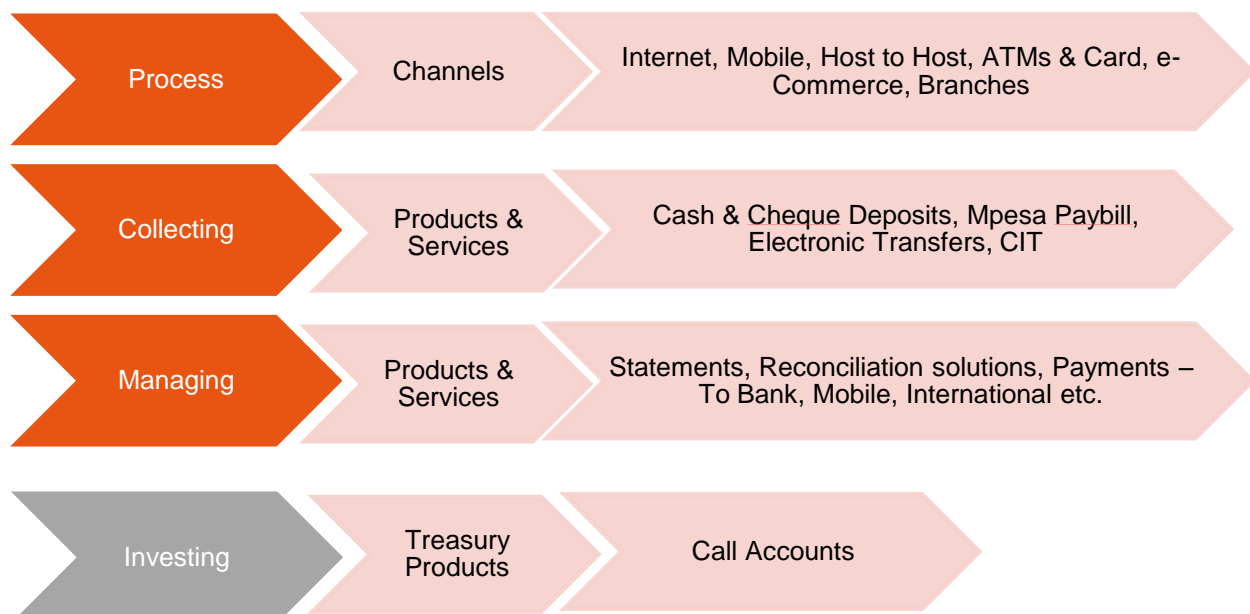 Process
Channels
Internet, Mobile, Host to Host, ATMs & Card, e-
Commerce, Branches
Collecting
Products &
Services
Cash & Cheque Deposits, Mpesa Paybill,
Electronic Transfers, CIT
Managing
Products &
Services
Statements, Reconciliation solutions, Payments –
To Bank, Mobile, International etc.
Investing
Treasury
Products
Call Accounts